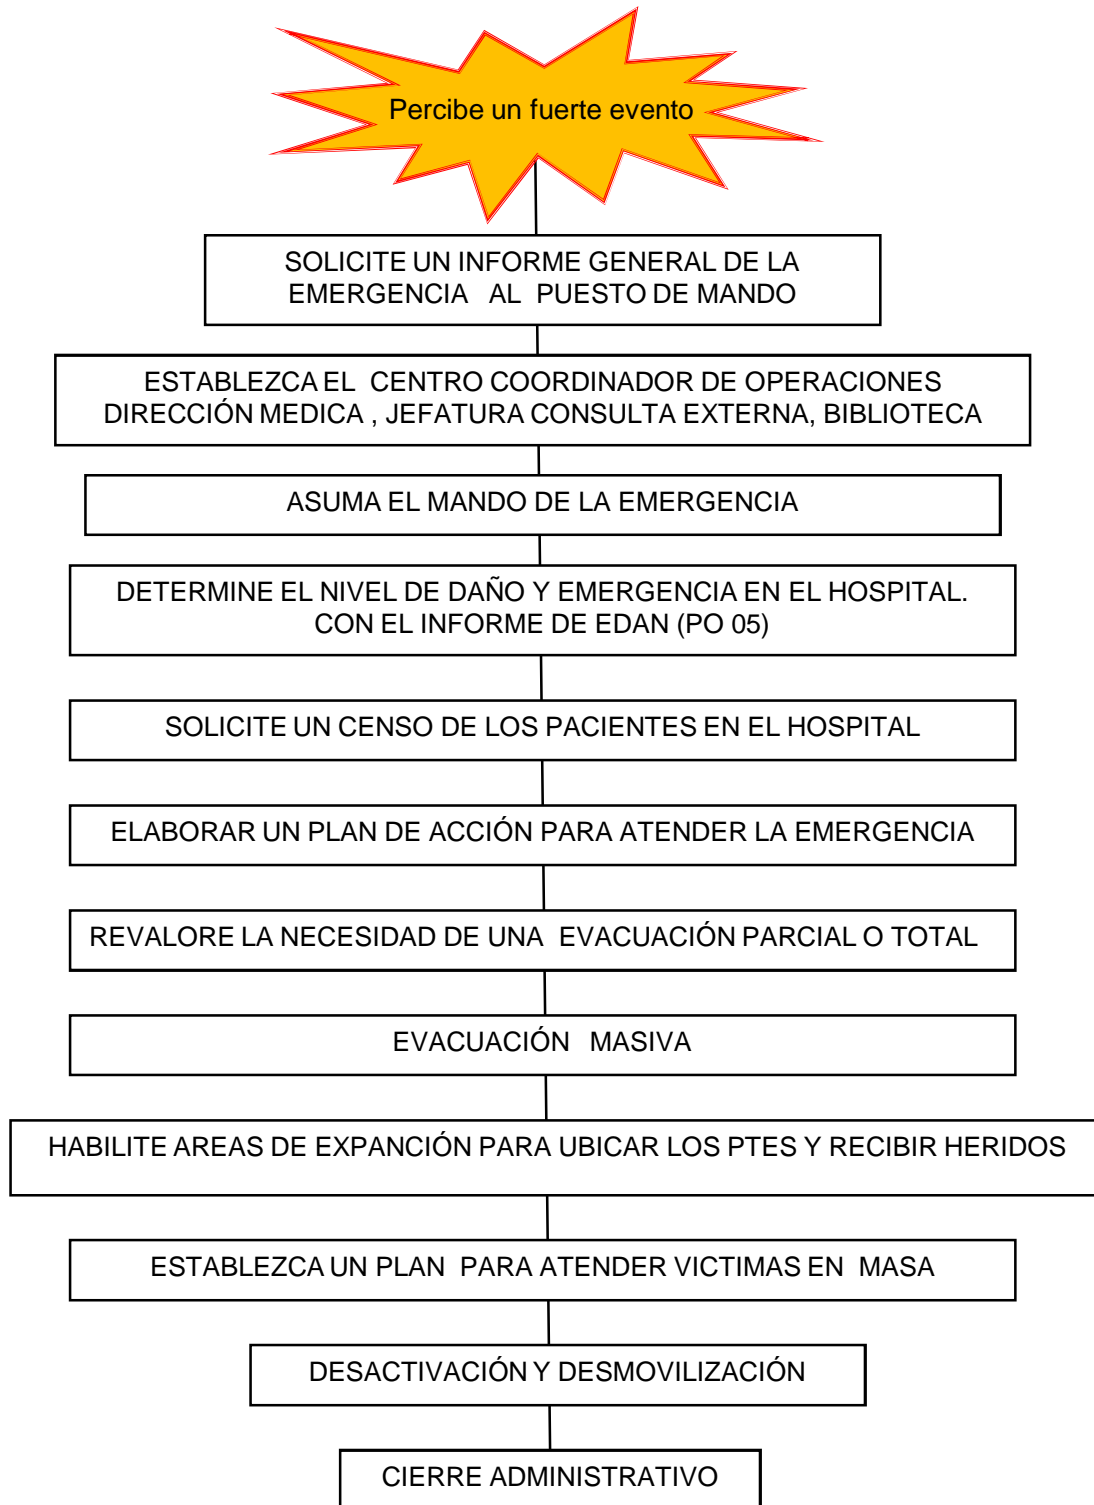 Percibe un fuerte evento
SOLICITE UN INFORME GENERAL DE LA
EMERGENCIA AL PUESTO DE MANDO
ESTABLEZCA EL CENTRO COORDINADOR DE OPERACIONES
DIRECCIÓN MEDICA , JEFATURA CONSULTA EXTERNA, BIBLIOTECA
ASUMA EL MANDO DE LA EMERGENCIA
DETERMINE EL NIVEL DE DAÑO Y EMERGENCIA EN EL HOSPITAL.
CON EL INFORME DE EDAN (PO 05)
SOLICITE UN CENSO DE LOS PACIENTES EN EL HOSPITAL
ELABORAR UN PLAN DE ACCIÓN PARA ATENDER LA EMERGENCIA
REVALORE LA NECESIDAD DE UNA EVACUACIÓN PARCIAL O TOTAL
EVACUACIÓN MASIVA
HABILITE AREAS DE EXPANCIÓN PARA UBICAR LOS PTES Y RECIBIR HERIDOS
ESTABLEZCA UN PLAN PARA ATENDER VICTIMAS EN MASA
DESACTIVACIÓN Y DESMOVILIZACIÓN
CIERRE ADMINISTRATIVO